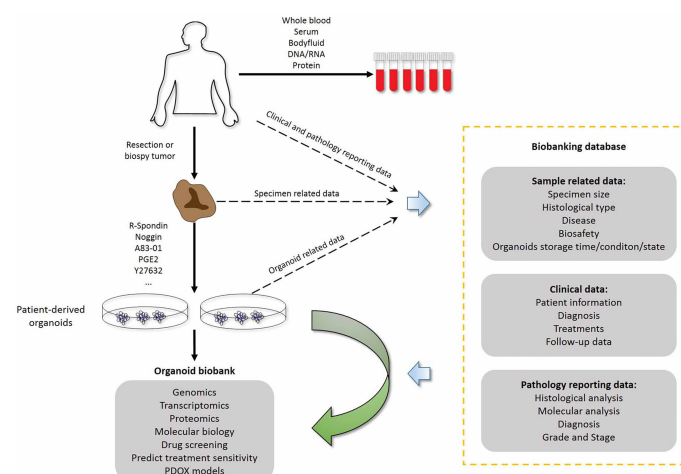 Whole blood
Serum
Bodyfluid
DNA/RNA
Protein
Clinical and pathology reporting data
Resection or
biospy tumor
Specimen related data
R-Spondin
Noggin
A83-01
PGE2
Y27632
...
Organoid related data
Patient-derived
organoids
Organoid biobank
Genomics
Transcriptomics
Proteomics
Molecular biology
Drug screening
Predict treatment sensitivity
PDOX models
Biobanking database
Sample related data:
Specimen size
Histological type
Disease
Biosafety
Organoids storage time/conditon/state
Clinical data:
Patient information
Diagnosis
Treatments
Follow-up data
Pathology reporting data:
Histological analysis
Molecular analysis
Diagnosis
Grade and Stage